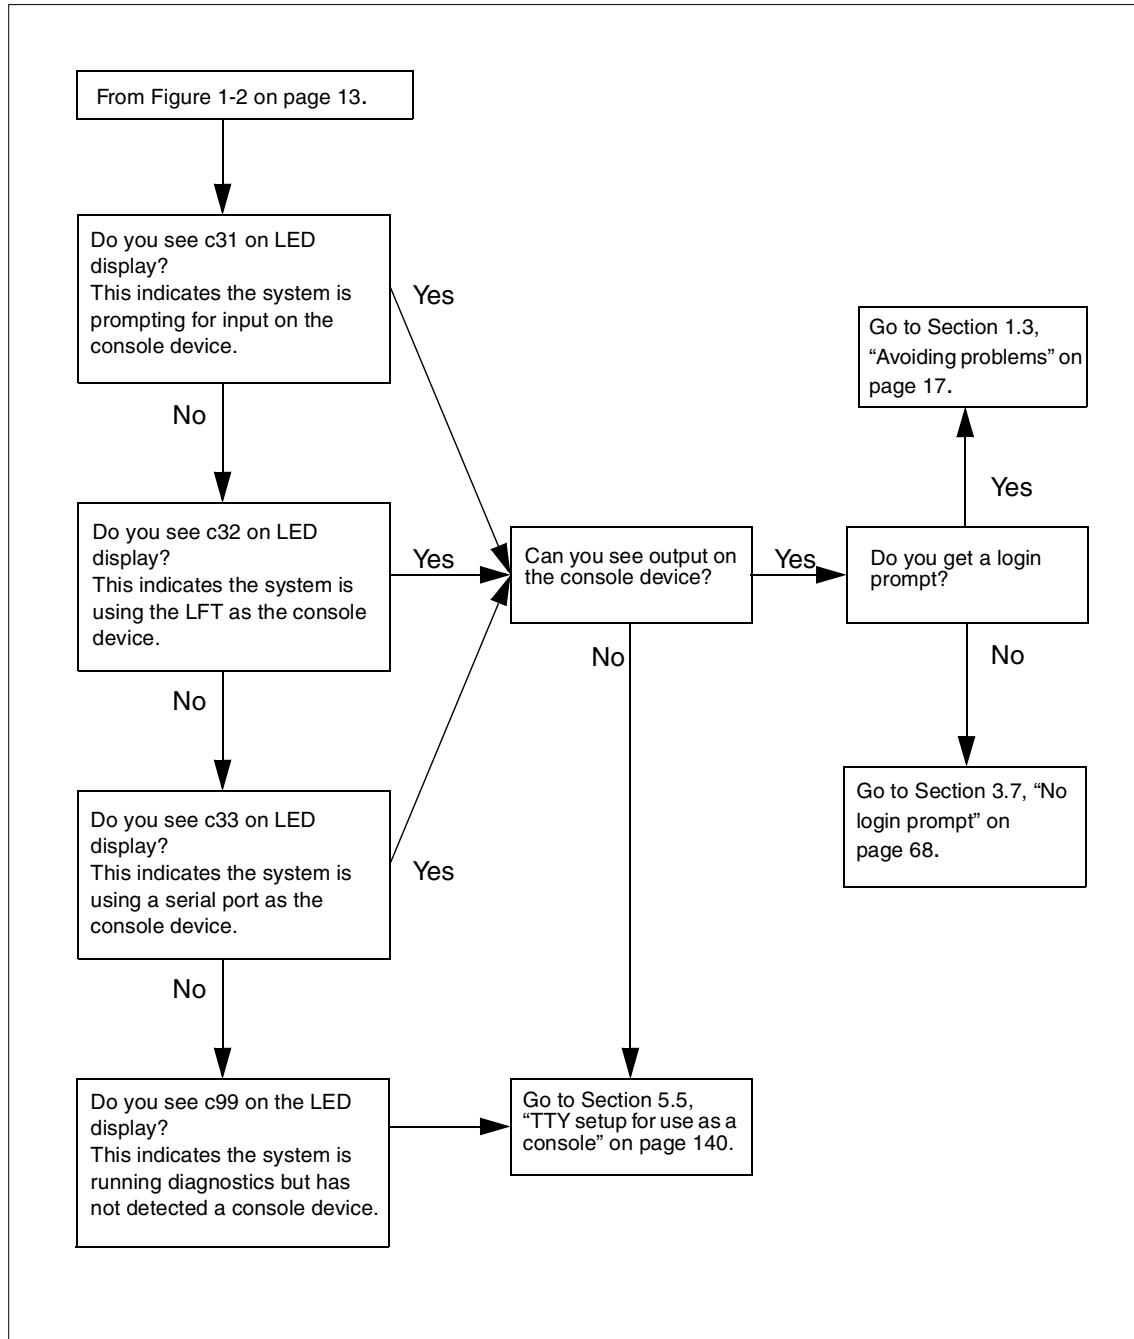 From Figure 1-2 on page 13.
Do you see c31 on LED
display?
This indicates the system is
prompting for input on the
console device.
Yes
No
Do you see c32 on LED
display?
This indicates the system is
using the LFT as the console
device.
Yes
No
Do you see c33 on LED
display?
This indicates the system is
using a serial port as the
console device.
Yes
No
Do you see c99 on the LED
display?
This indicates the system is
running diagnostics but has
not detected a console device.
Can you see output on
the console device?
Yes
No
Go to Section 5.5,
“TTY setup for use as a
console” on page 140.
Do you get a login
prompt?
Yes
No
Go to Section 1.3,
“Avoiding problems” on
page 17.
Go to Section 3.7, “No
login prompt” on
page 68.